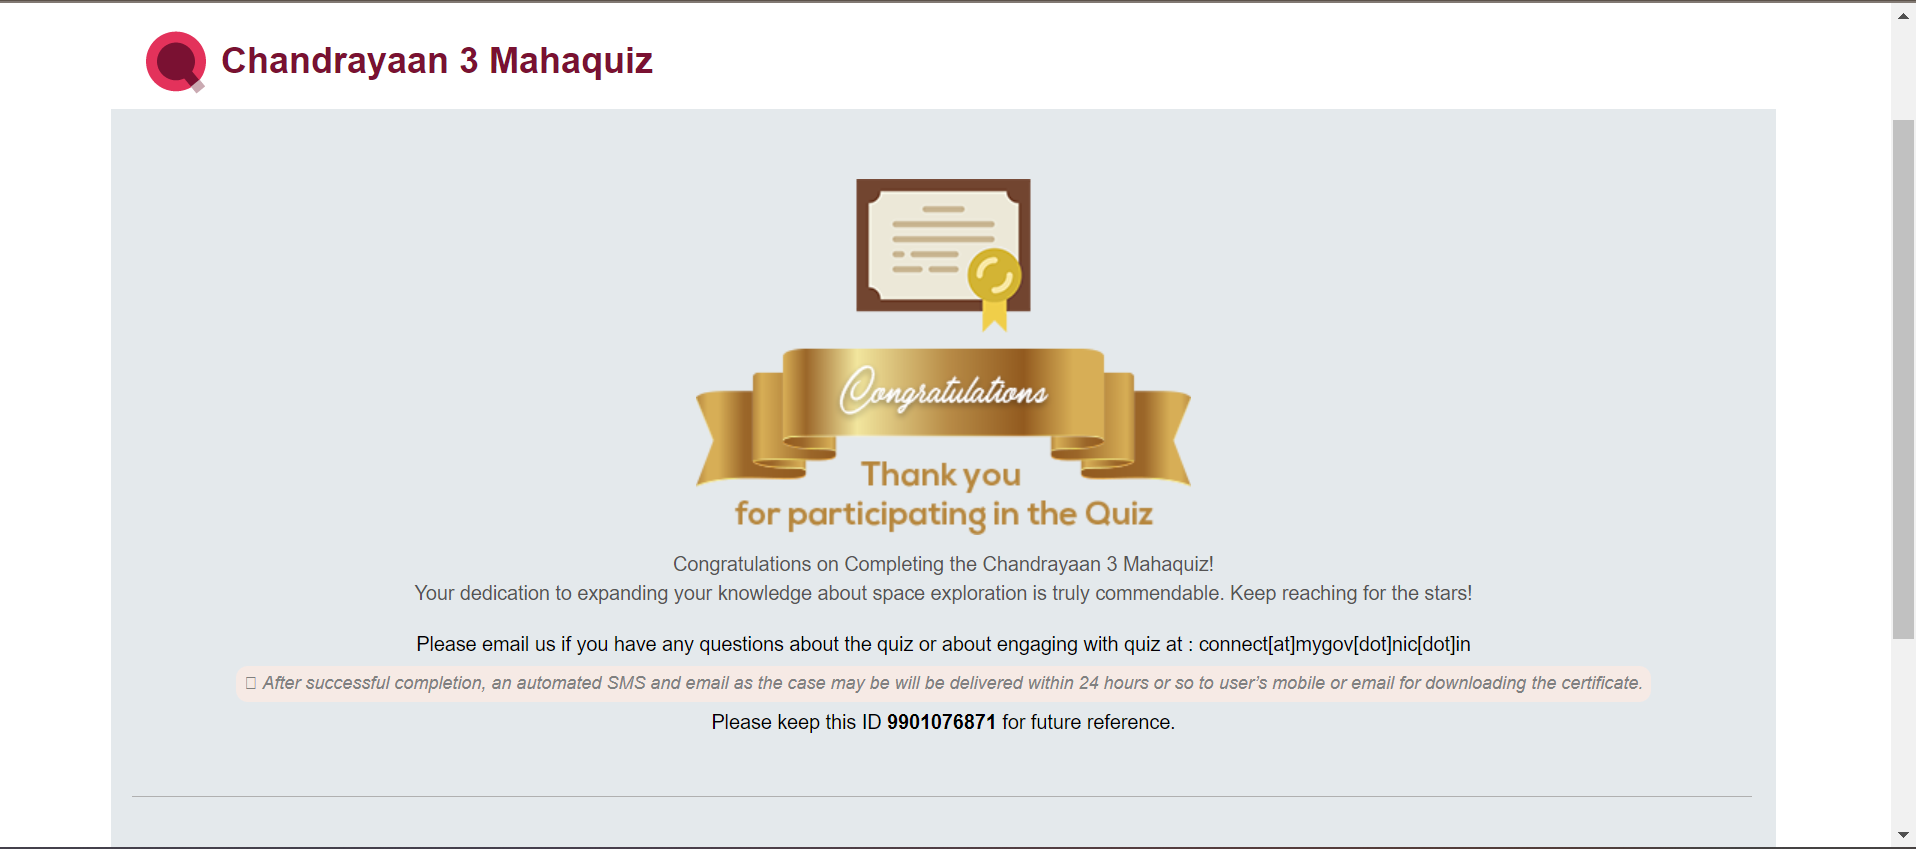 Chandrayaan 3 Mahaquiz
Congratulations
Thank you
for participating in the Quiz
Congratulations on Completing the Chandrayaan 3 Mahaquiz!
Your dedication to expanding your knowledge about space exploration is truly commendable. Keep reaching for the stars!
Please email us if you have any questions about the quiz or about engaging with quiz at : connect[at]mygov[dot]nic[dot]in
After successful completion, an automated SMS and email as the case may be will be delivered within 24 hours or so to user’s mobile or email for downloading the certificate.
Please keep this ID 9901076871 for future reference.